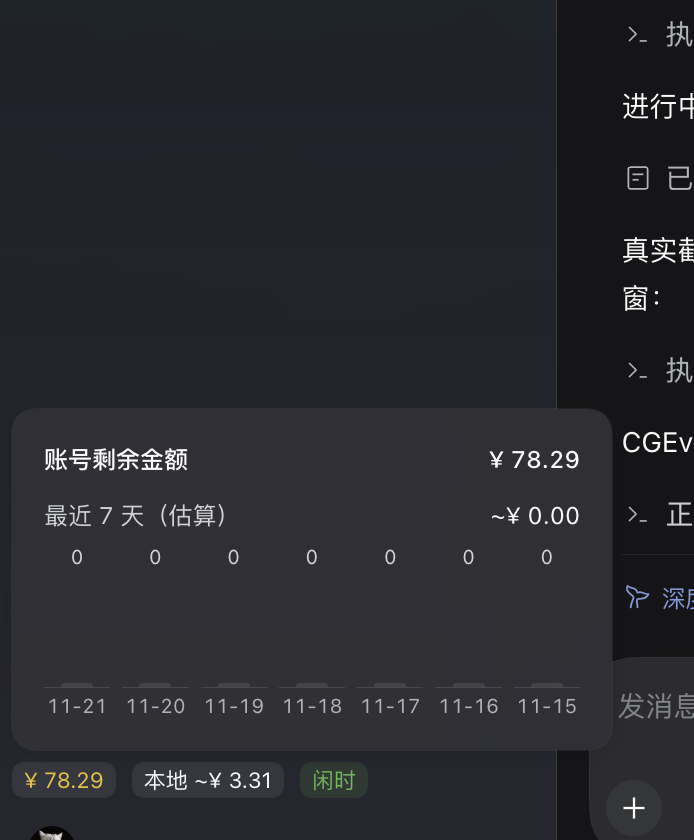 执
进行中
已
真实截
窗：
执
CGEv
正
深度
发消息
账号剩余金额 ¥ 78.29
最近 7 天（估算） ~¥ 0.00
0 0 0 0 0 0 0
11-21 11-20 11-19 11-18 11-17 11-16 11-15
¥ 78.29 本地 ~¥ 3.31 闲时